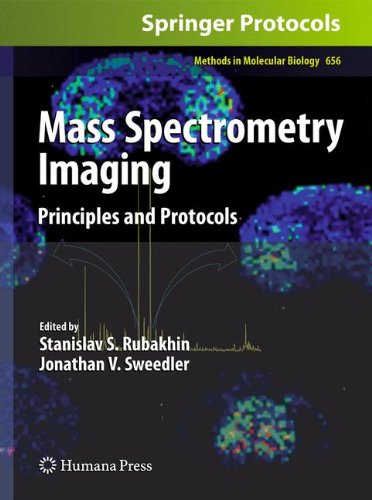 Springer Protocols
Methods in Molecular Biology 656
Mass Spectrometry
Imaging
Principles and Protocols
Edited by
Stanislav S. Rubakhin
Jonathan V. Sweedler
Humana Press